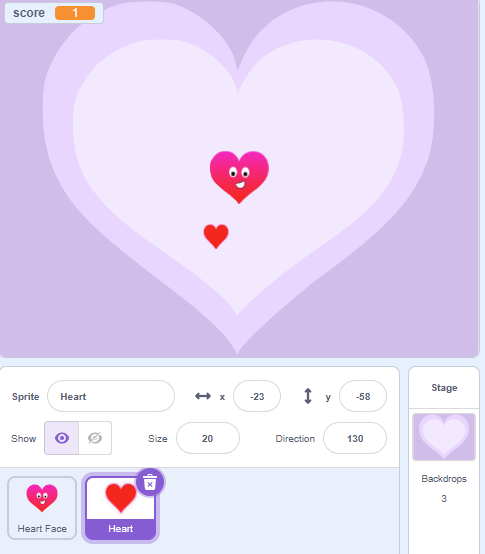 score 1
Stage
Sprite Heart x -23 y -58
Show Size 20 Direction 130
Backdrops
3
Heart Face Heart